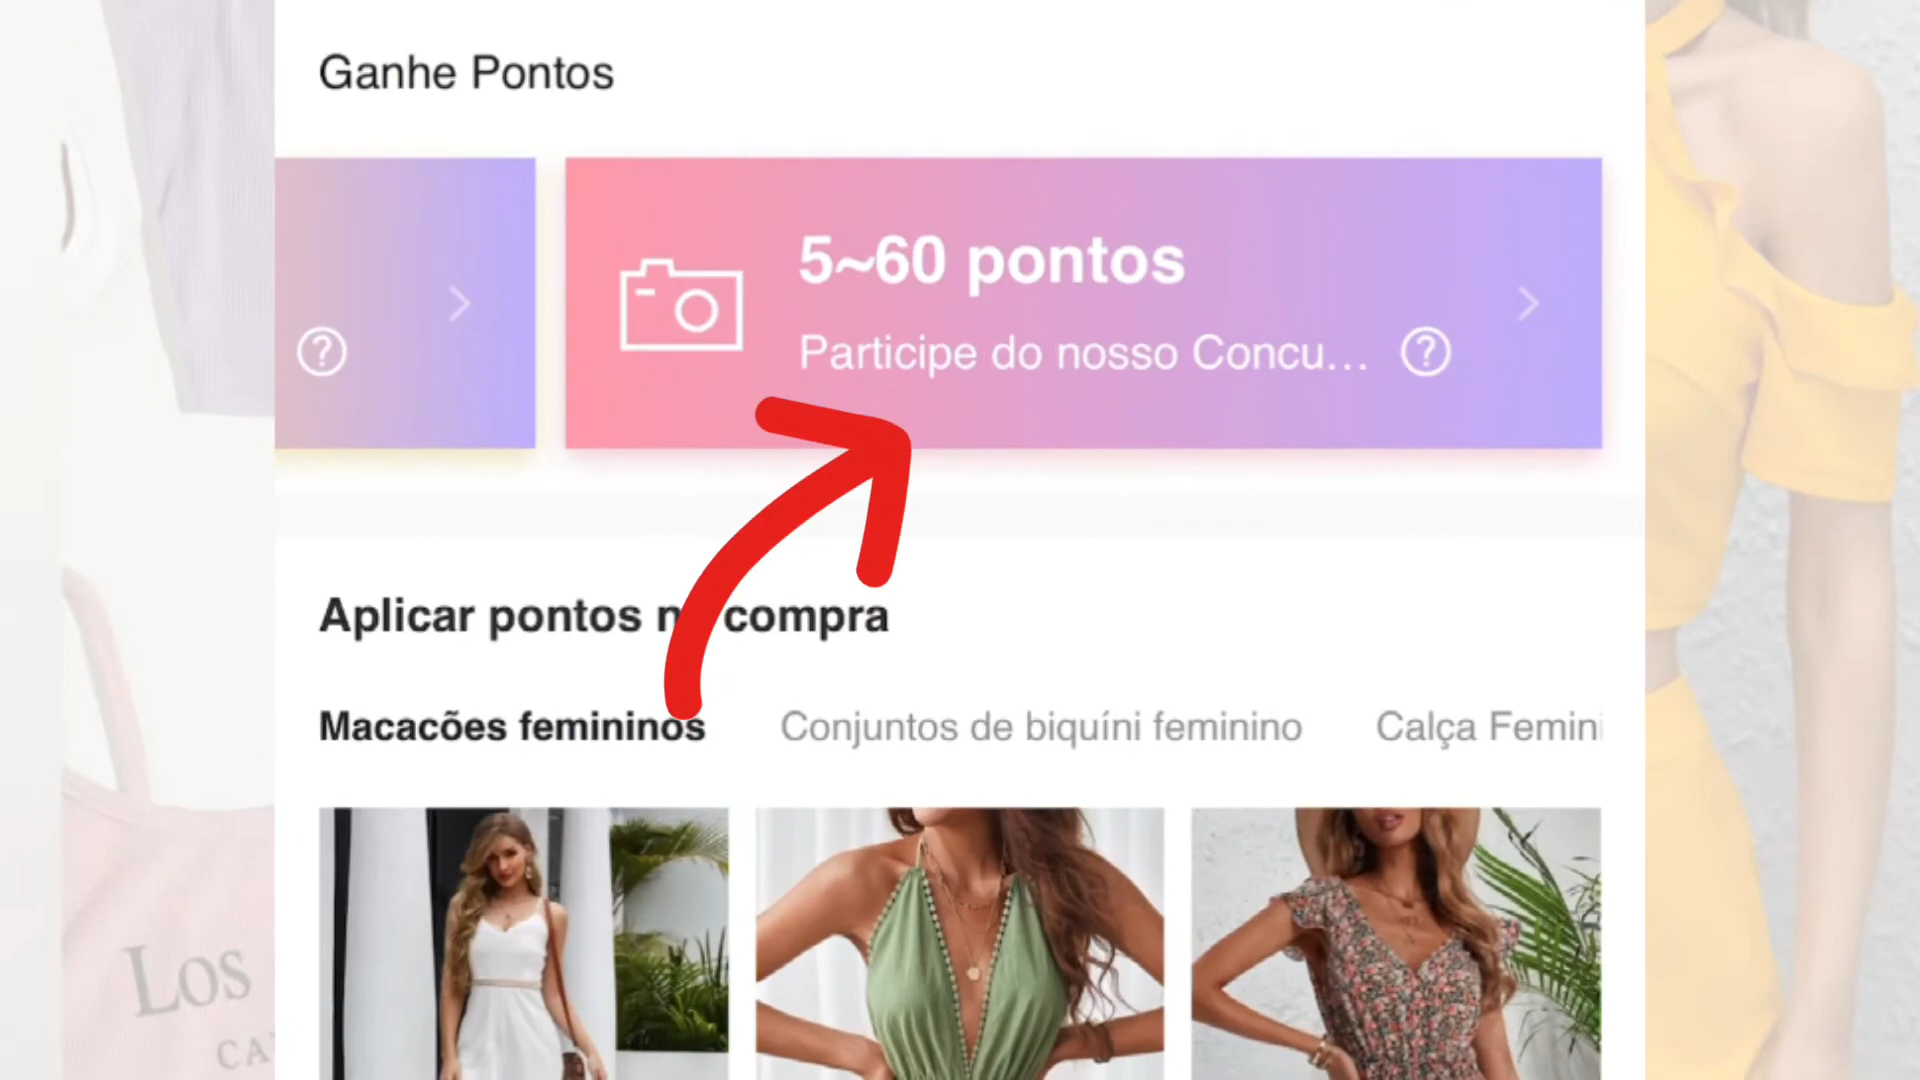 Ganhe Pontos
5~60 pontos
Participe do nosso Concu...
Aplicar pontos n compra
Macacões femininos
Conjuntos de biquíni feminino
Calça Femini
Los
CA